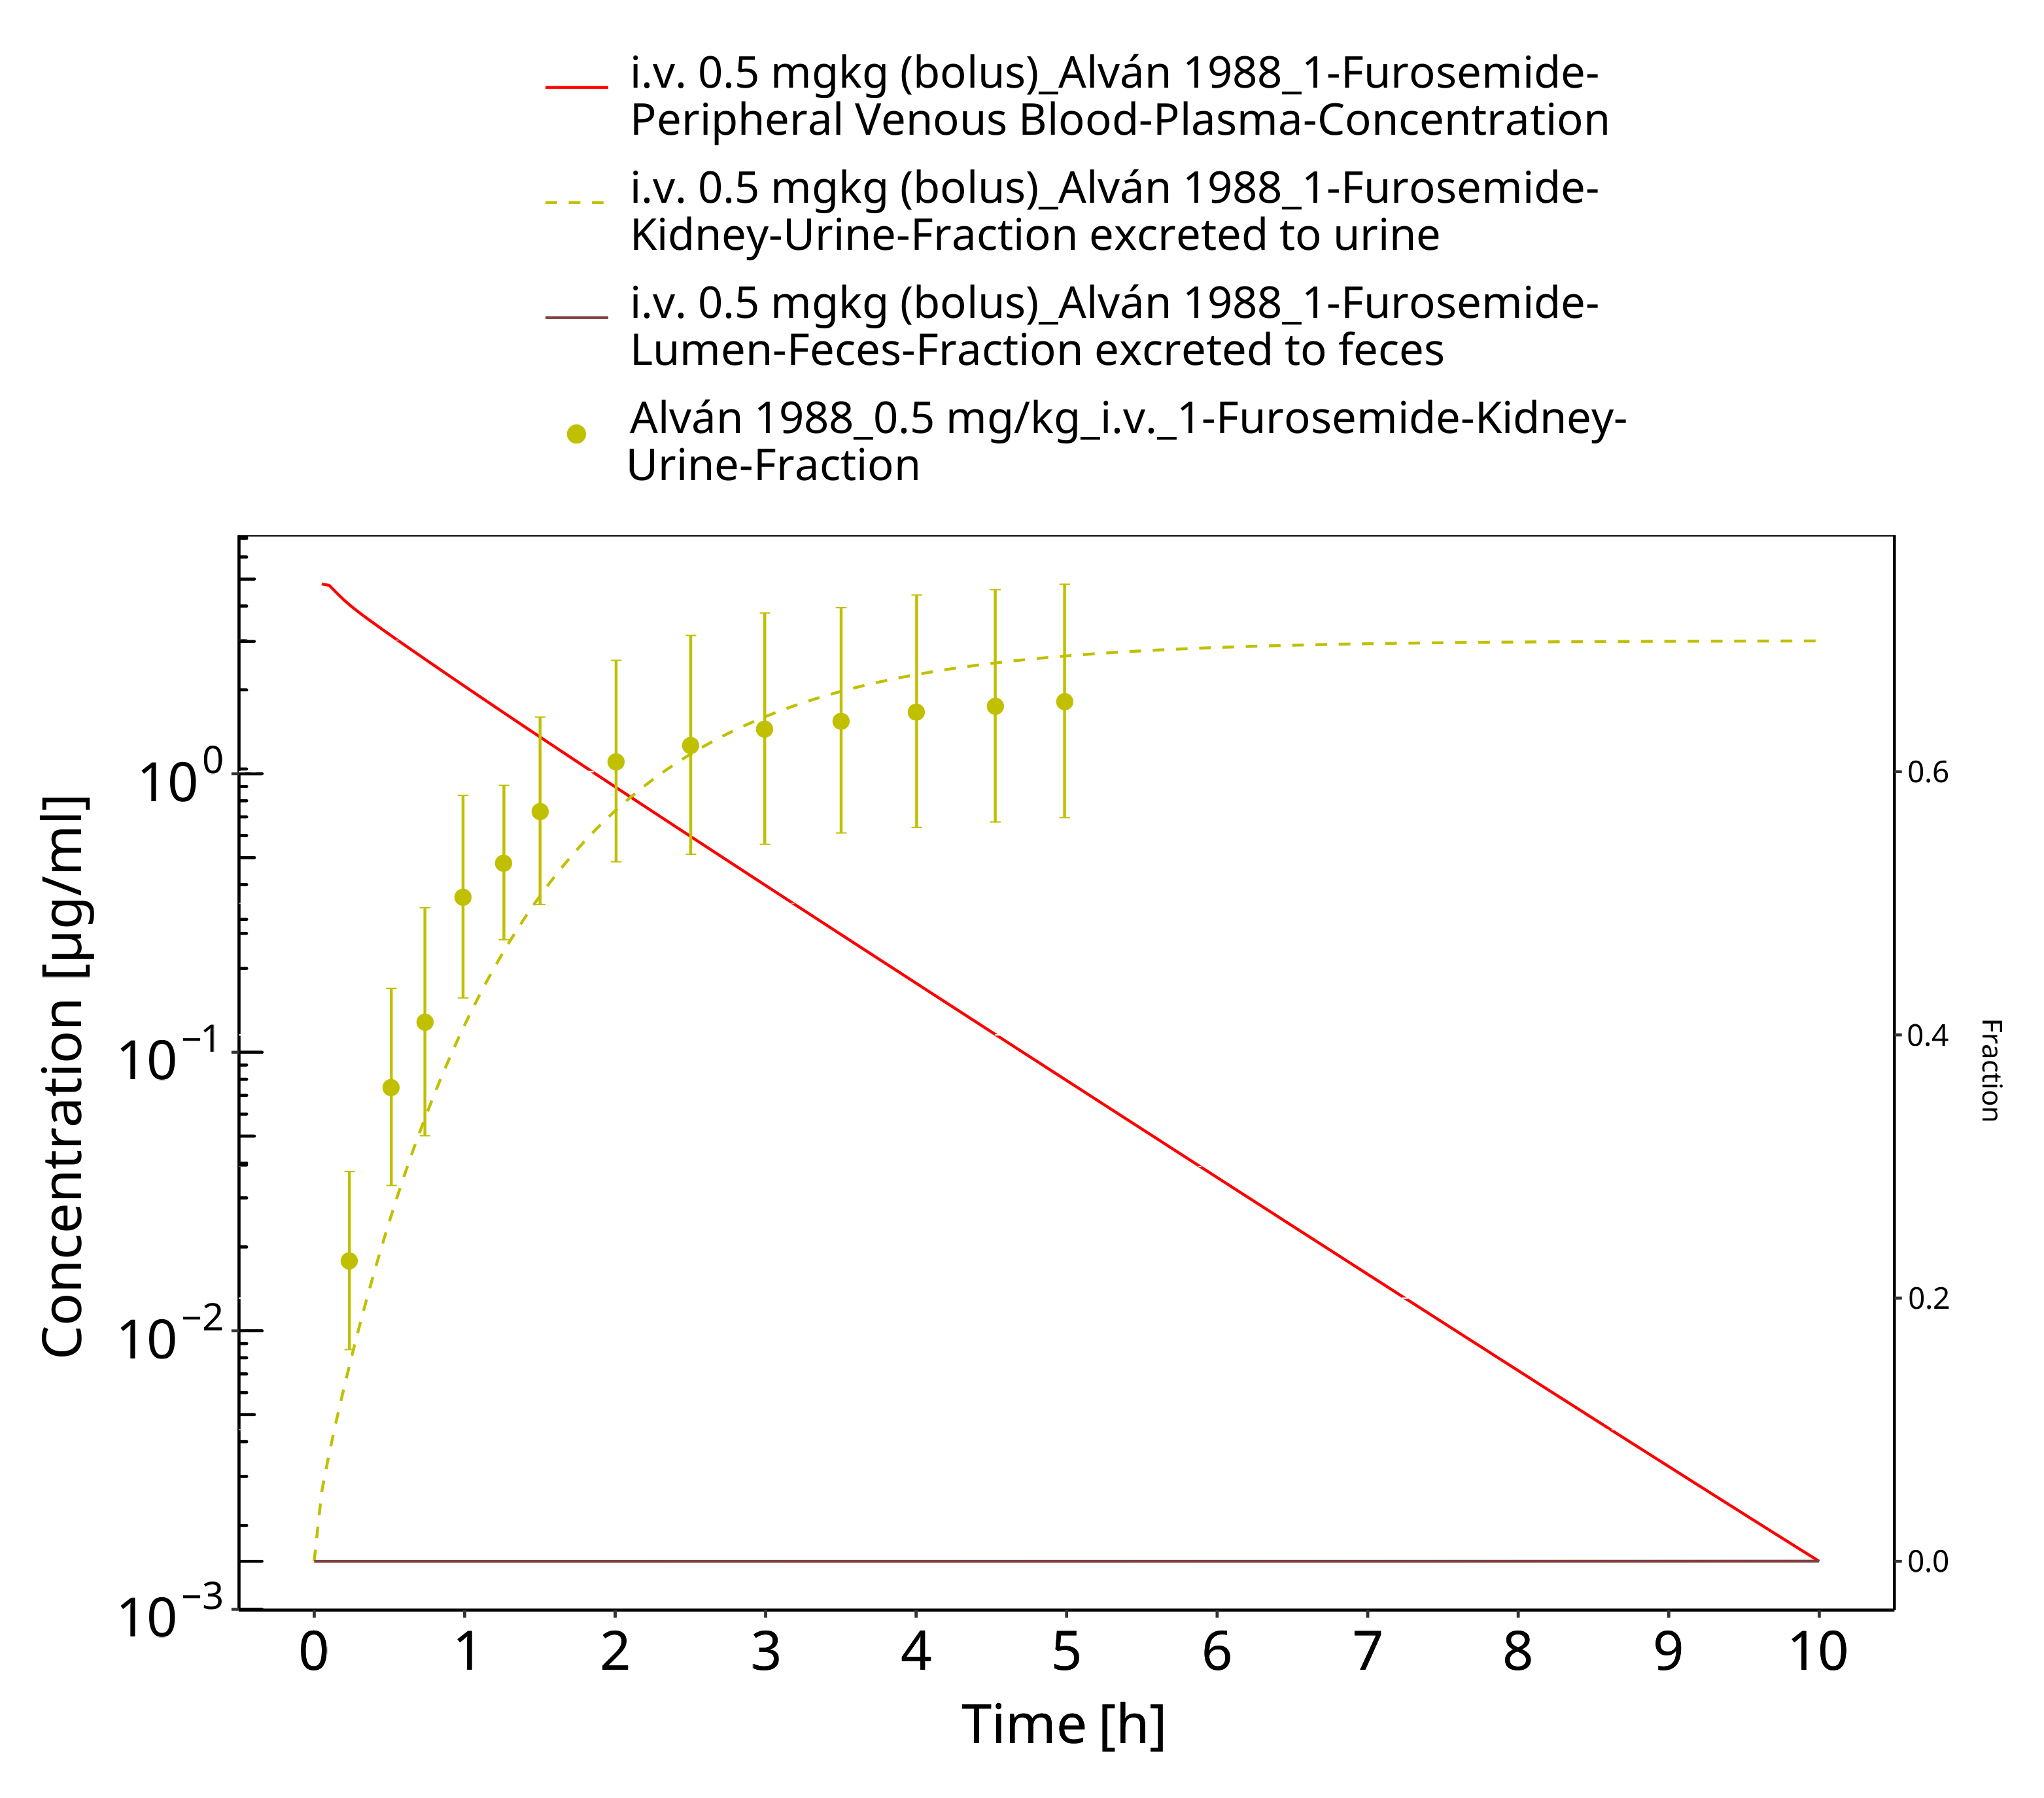 i.v. 0.5 mgkg (bolus)_Alván 1988_1-Furosemide-
Peripheral Venous Blood-Plasma-Concentration
i.v. 0.5 mgkg (bolus)_Alván 1988_1-Furosemide-
Kidney-Urine-Fraction excreted to urine
i.v. 0.5 mgkg (bolus)_Alván 1988_1-Furosemide-
Lumen-Feces-Fraction excreted to feces
Alván 1988_0.5 mg/kg_i.v._1-Furosemide-Kidney-
Urine-Fraction
Concentration [µg/ml]
10⁰
10⁻¹
10⁻²
10⁻³
0.6
0.4
0.2
0.0
Fraction
0 1 2 3 4 5 6 7 8 9 10
Time [h]